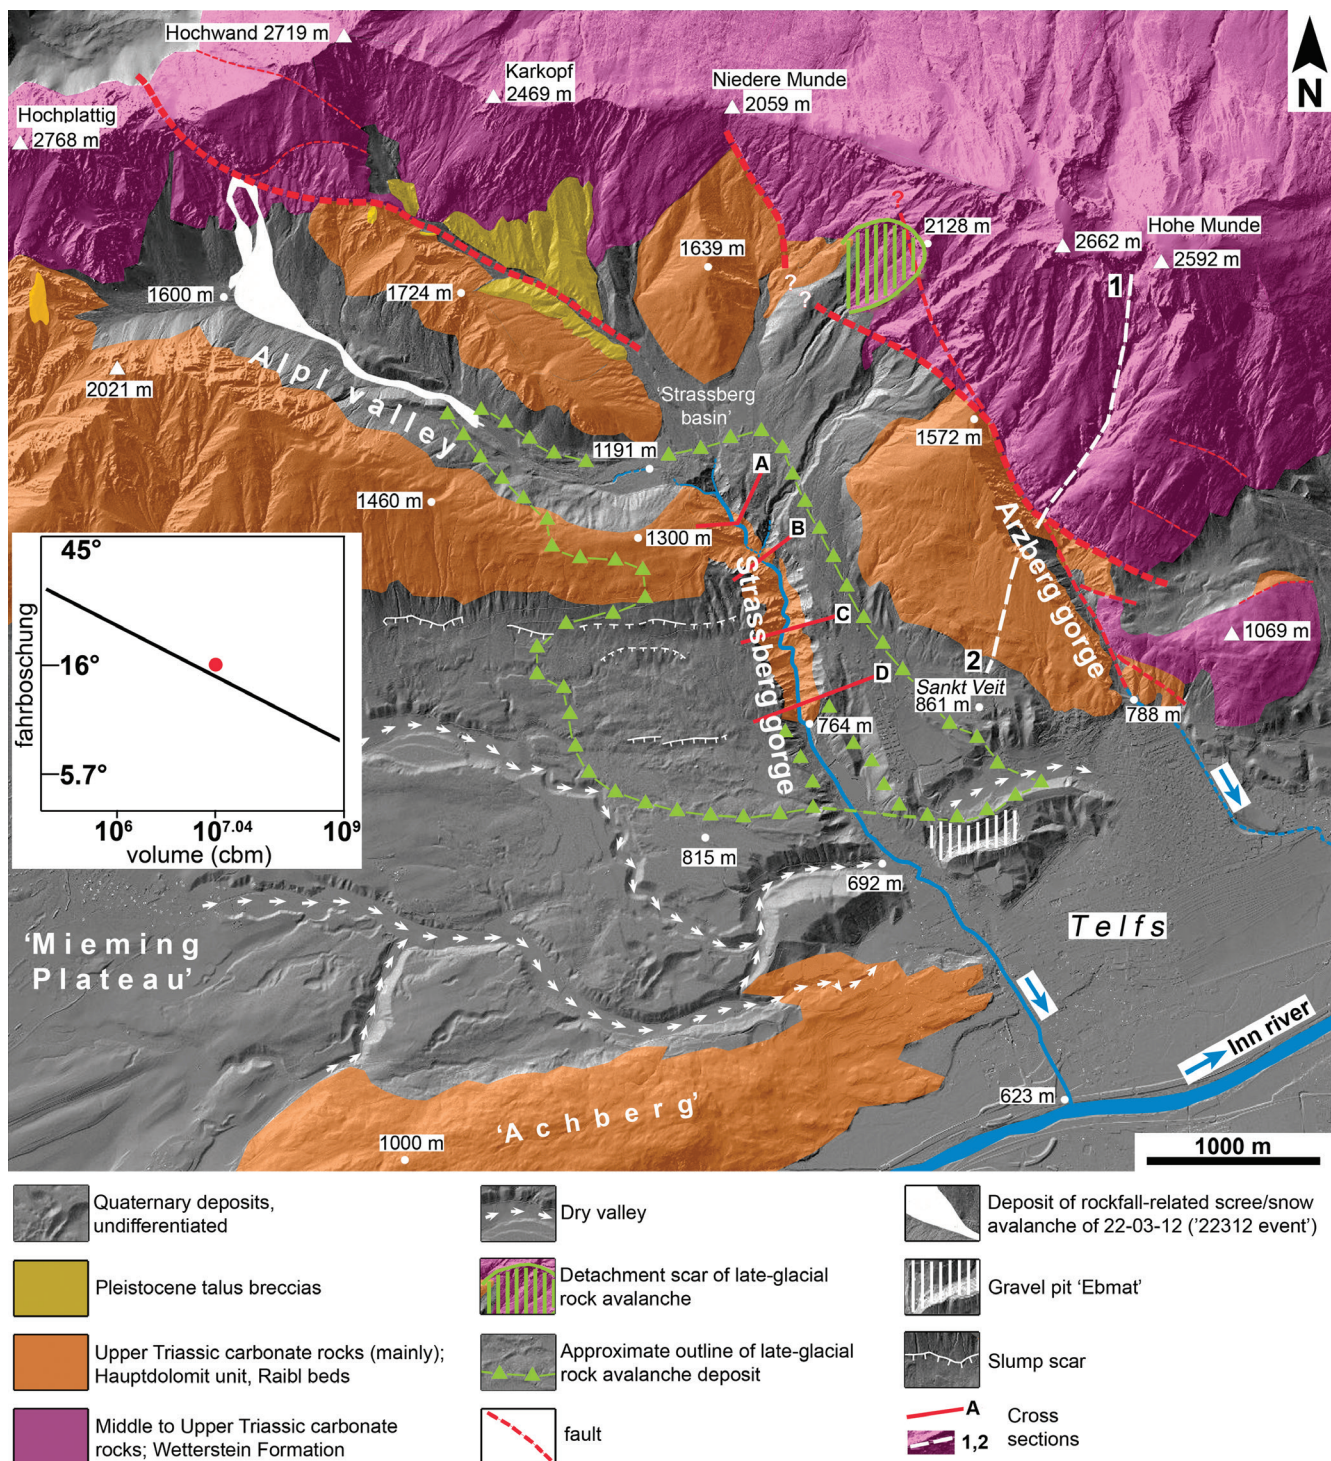 Hochwand 2719 m
N
Karkopf
2469 m
Niedere Munde
2059 m
Hochplattig
2768 m
?
2128 m
Hohe Munde
2662 m
2592 m
1639 m
1
1600 m
1724 m
?
?
Alpl valley
2021 m
'Strassberg
basin'
1572 m
1191 m
A
1460 m
1300 m
B
Arzberg gorge
Strassberg gorge
C
1069 m
2
D
Sankt Veit
861 m
764 m
788 m
45°
16°
5.7°
fahrboschung
10^6
10^7.04
10^9
volume (cbm)
815 m
692 m
'Mieming
Plateau'
Telfs
Inn river
623 m
'Achberg'
1000 m
1000 m
Quaternary deposits,
undifferentiated
Pleistocene talus breccias
Upper Triassic carbonate rocks (mainly);
Hauptdolomit unit, Raibl beds
Middle to Upper Triassic carbonate
rocks; Wetterstein Formation
Dry valley
Detachment scar of late-glacial
rock avalanche
Approximate outline of late-glacial
rock avalanche deposit
fault
Deposit of rockfall-related scree/snow
avalanche of 22-03-12 ('22312 event')
Gravel pit 'Ebmat'
Slump scar
A
1,2
Cross
sections